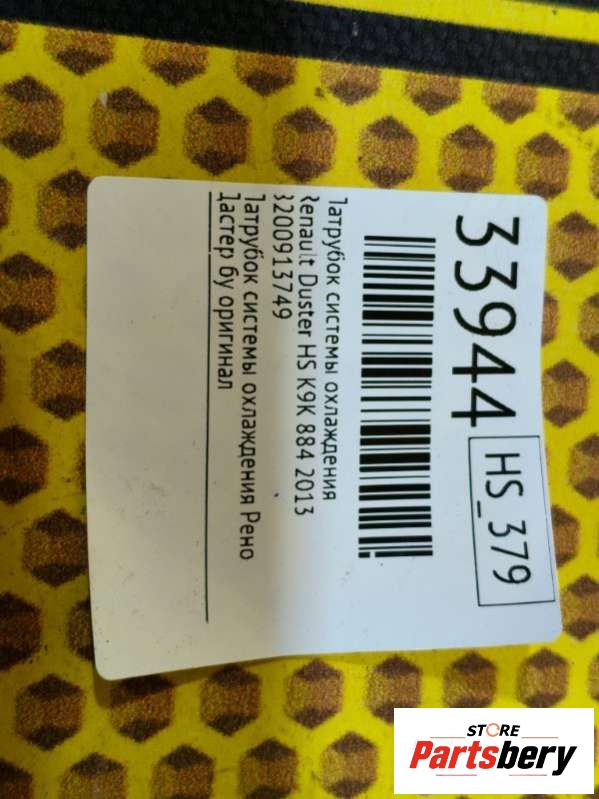 33944
HS_379
Патрубок системы охлаждения
Renault Duster HS K9K 884 2013
8200913749
Патрубок системы охлаждения Рено
Дастер бу оригинал
STORE
Partsbery